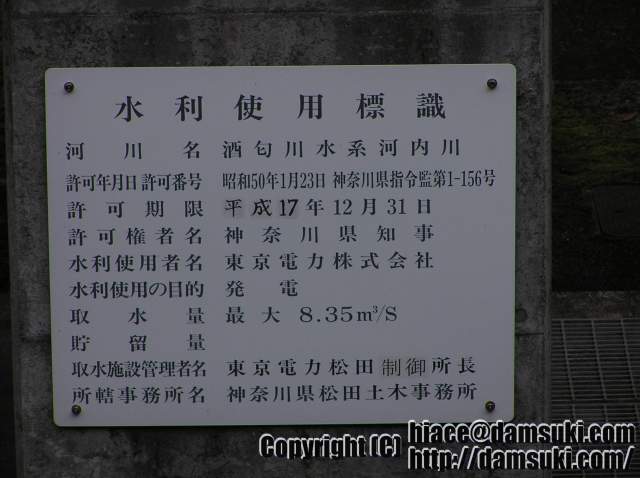 水利使用標識
河川名 酒匂川水系河内川
許可年月日許可番号 昭和50年1月23日 神奈川県指令監第1-156号
許可期限 平成17年12月31日
許可権者名 神奈川県知事
水利使用者名 東京電力株式会社
水利使用の目的 発電
取水量 最大 8.35m³/S
貯留量
取水施設管理者名 東京電力松田制御所長
所轄事務所名 神奈川県松田土木事務所
Copyright (C) hiace@damsuki.com
http://damsuki.com/